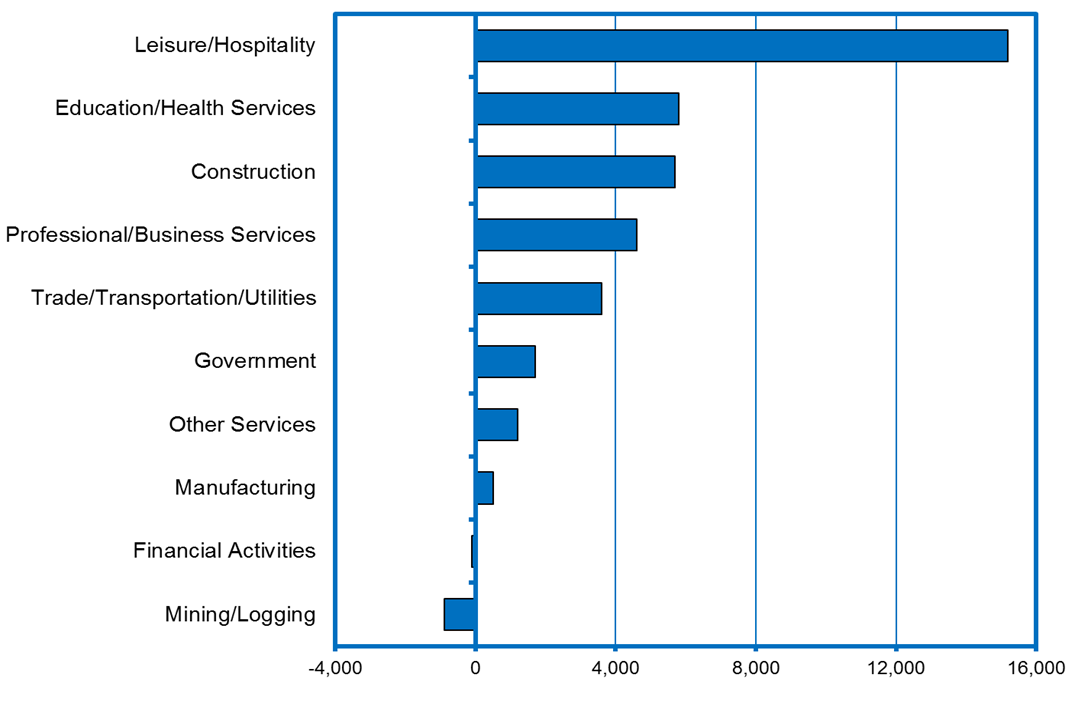 Leisure/Hospitality
Education/Health Services
Construction
Professional/Business Services
Trade/Transportation/Utilities
Government
Other Services
Manufacturing
Financial Activities
Mining/Logging
-4,000 0 4,000 8,000 12,000 16,000